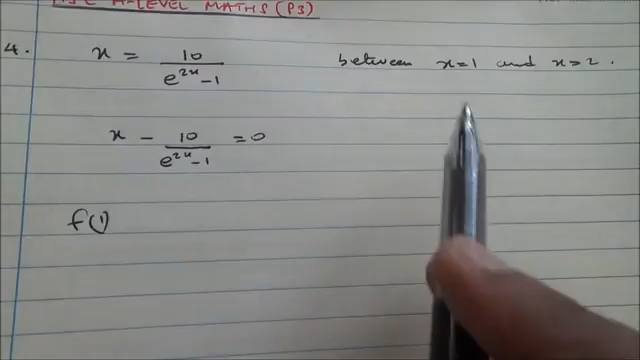 A-LEVEL MATHS (P3)
4. x = 10 / (e^{2x} - 1) between x=1 and x=2.
x - 10 / (e^{2x} - 1) = 0
f(1)